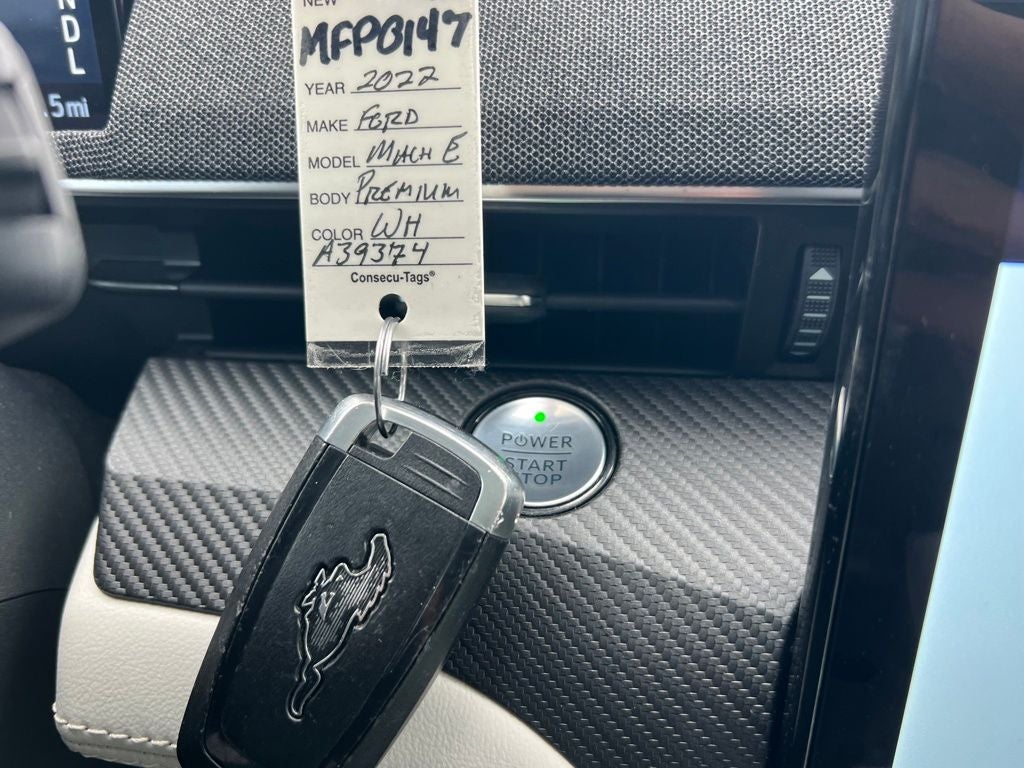 NDL
.5mi
NEW
MFP0147
YEAR 2022
MAKE FORD
MODEL MACH E
BODY PREMIUM
COLOR WH
A39374
Consecu-Tags®
POWER
START
STOP